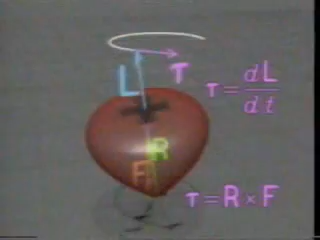 L τ
τ = dL/dt
R
F
τ = R × F